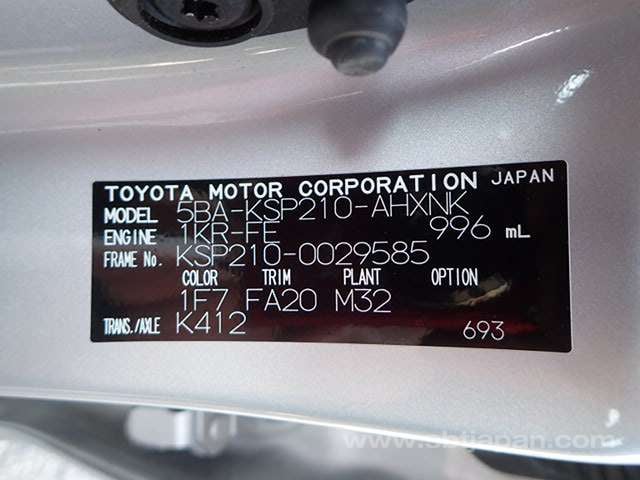 TOYOTA MOTOR CORPORATION JAPAN
MODEL 5BA-KSP210-AHXNK
ENGINE 1KR-FE 996 mL
FRAME No. KSP210-0029585
COLOR TRIM PLANT OPTION
1F7 FA20 M32
TRANS./AXLE K412 693
www.sbtjapan.com